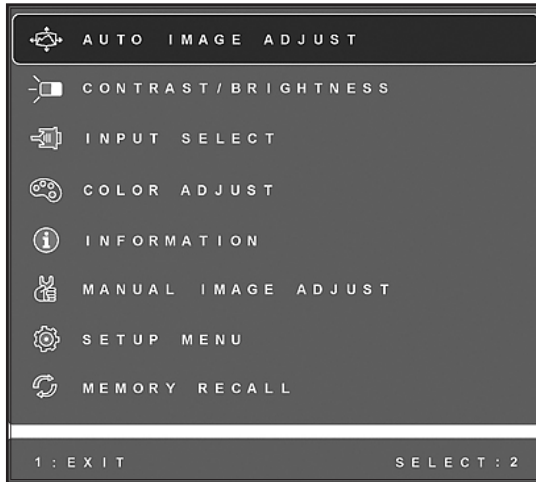 AUTO IMAGE ADJUST
CONTRAST/BRIGHTNESS
INPUT SELECT
COLOR ADJUST
INFORMATION
MANUAL IMAGE ADJUST
SETUP MENU
MEMORY RECALL
1:EXIT SELECT:2